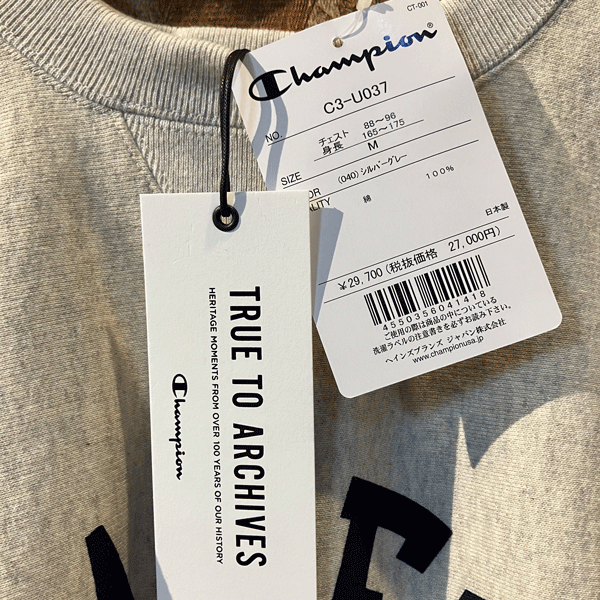 CT-001
Champion®
NO. C3-U037
チェスト 88～96
身長 165～175
SIZE M
(040)シルバーグレー
綿 100%
日本製
¥29,700(税抜価格 27,000円)
4550356041418
ご使用の際は商品の中についている
洗濯ラベルの注意書きを必ずお読み下さい。
ヘインズブランズ ジャパン株式会社
www.championusa.jp
TRUE TO ARCHIVES
HERITAGE MOMENTS FROM OVER 100 YEARS OF OUR HISTORY
Champion